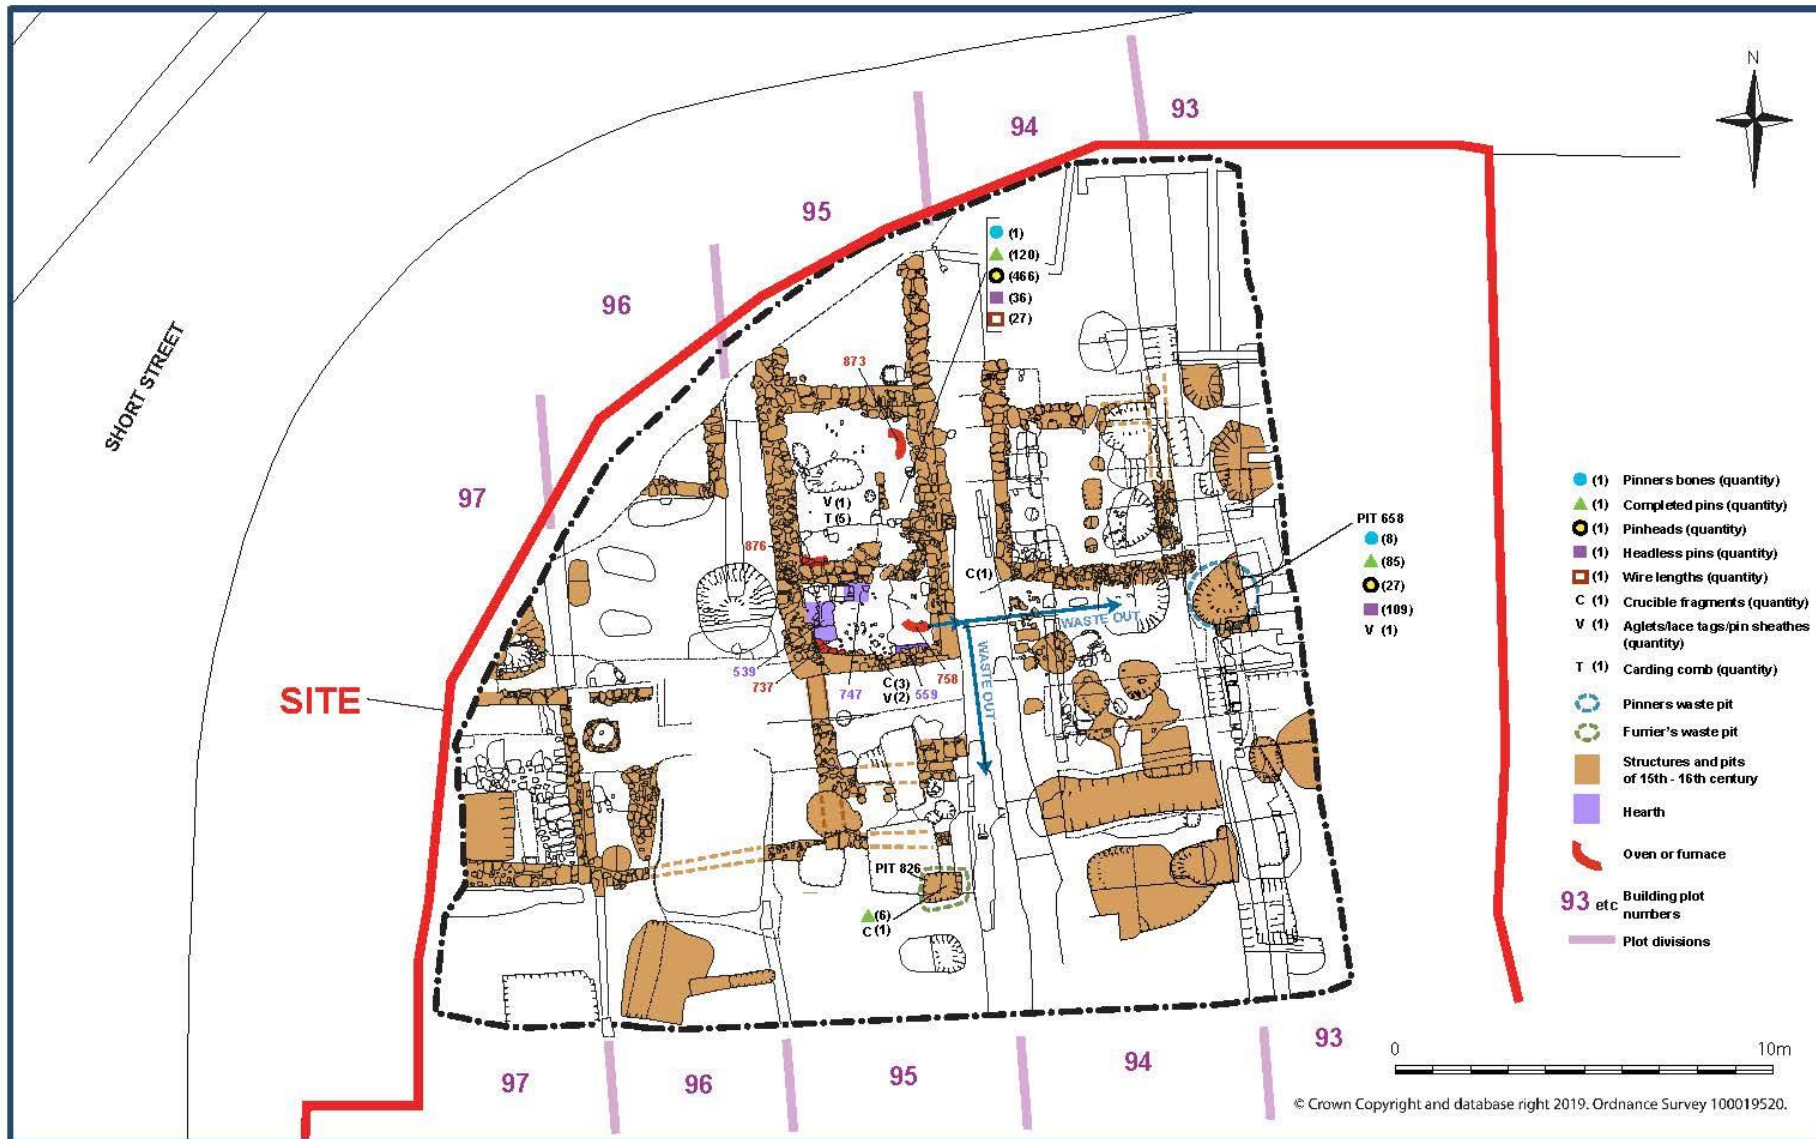 N
93
94
95
96
97
SHORT STREET
SITE
(1)
(120)
(466)
(36)
(27)
873
V (1)
T (5)
876
C (1)
WASTE OUT
WASTE OUT
539
737
747
C (3)
V (2)
559
758
PIT 658
(8)
(85)
(27)
(109)
V (1)
PIT 826
(6)
C (1)
(1) Pinners bones (quantity)
(1) Completed pins (quantity)
(1) Pinheads (quantity)
(1) Headless pins (quantity)
(1) Wire lengths (quantity)
C (1) Crucible fragments (quantity)
V (1) Aglets/lace tags/pin sheathes
(quantity)
T (1) Carding comb (quantity)
Pinners waste pit
Furrier's waste pit
Structures and pits
of 15th - 16th century
Hearth
Oven or furnace
93 etc Building plot
numbers
Plot divisions
97
96
95
94
93
0 10m
© Crown Copyright and database right 2019. Ordnance Survey 100019520.